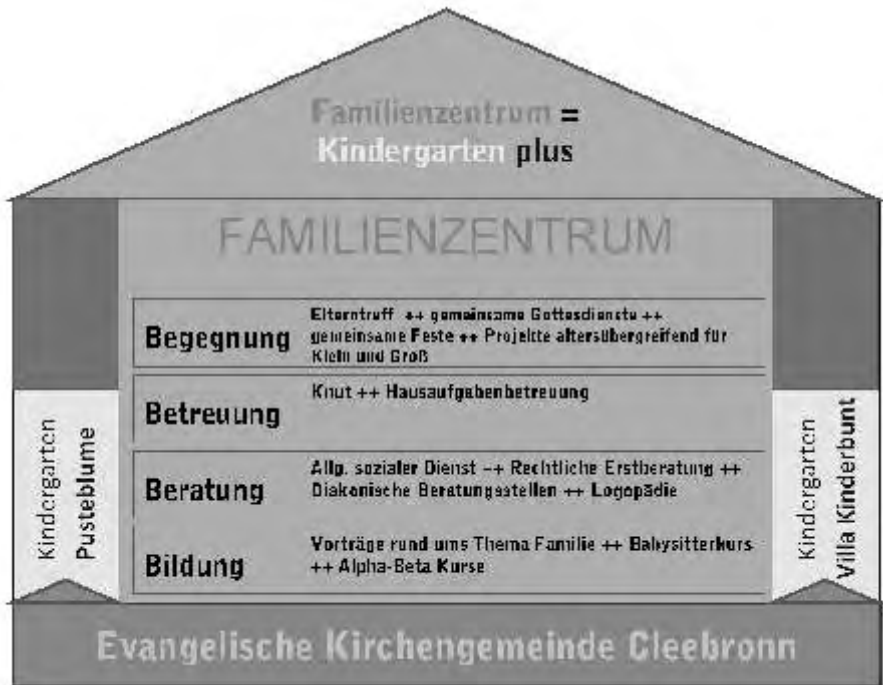 Familienzentrum =
Kindergarten plus
FAMILIENZENTRUM
Begegnung
Elterntreff ++ gemeinsame Gottesdienste ++
gemeinsame Feste ++ Projekte altersübergreifend für
Klein und Groß
Betreuung
Knut ++ Hausaufgabenbetreuung
Beratung
Allg. sozialer Dienst ++ Rechtliche Erstberatung ++
Diakonische Beratungsstellen ++ Logopädie
Bildung
Vorträge rund ums Thema Familie ++ Babysitterkurs
++ Alpha-Beta Kurse
Kindergarten
Pusteblume
Kindergarten
Villa Kinderbunt
Evangelische Kirchengemeinde Cleebronn